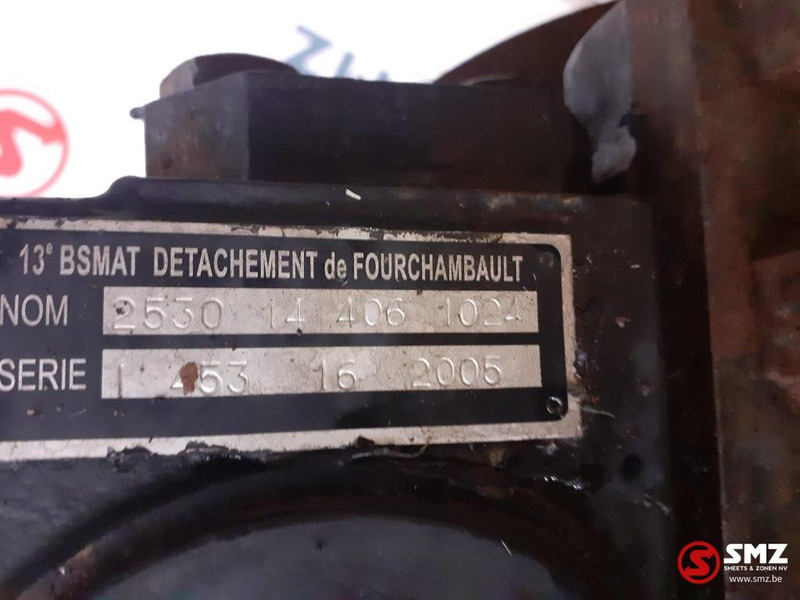 13e BSMAT DETACHEMENT de FOURCHAMBAULT
NOM 2530 14 406 1024
SERIE 1 453 16 2005
SMZ
SMEETS & ZONEN NV
www.smz.be